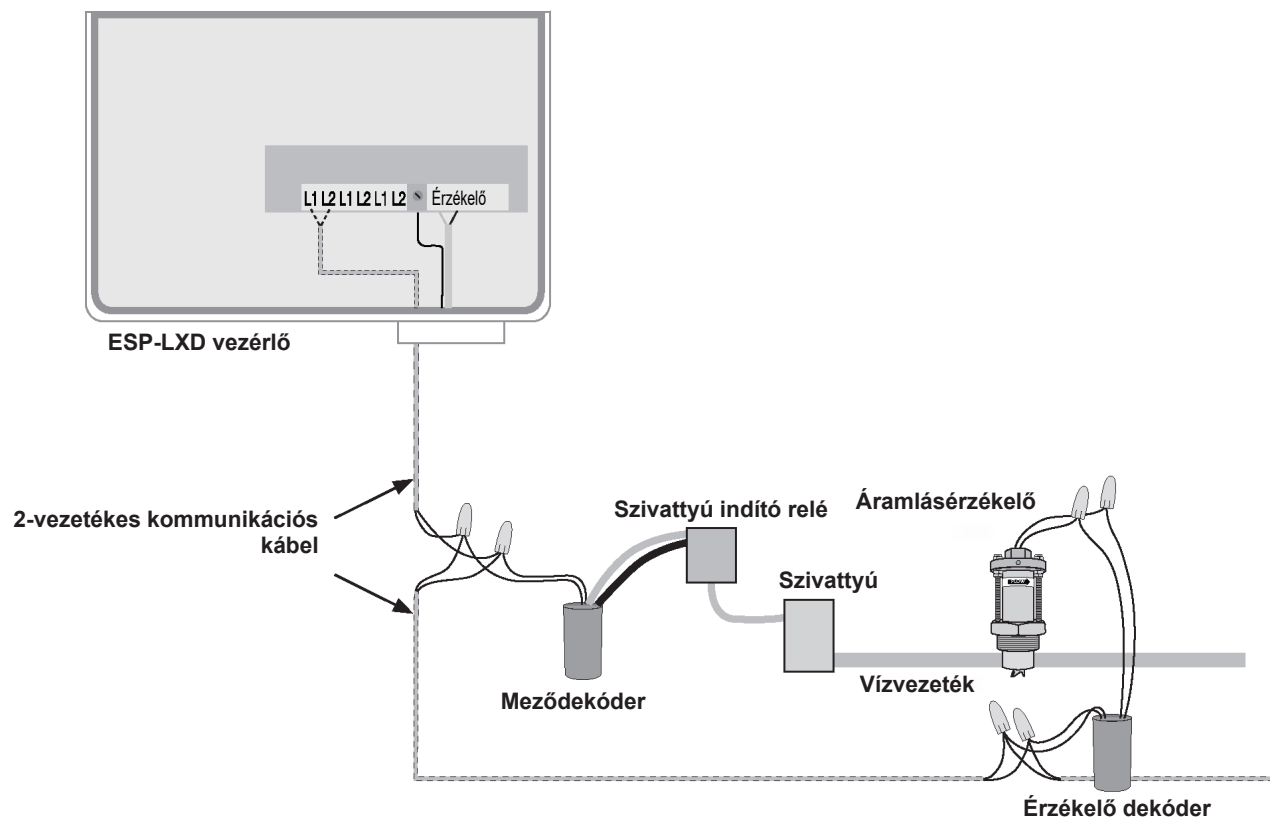 L1 L2 L1 L2 L1 L2 Érzékelő
ESP-LXD vezérlő
2-vezetékes kommunikációs
kábel
Szivattyú indító relé
Áramlásérzékelő
FLOW
Szivattyú
Vízvezeték
Meződekóder
Érzékelő dekóder